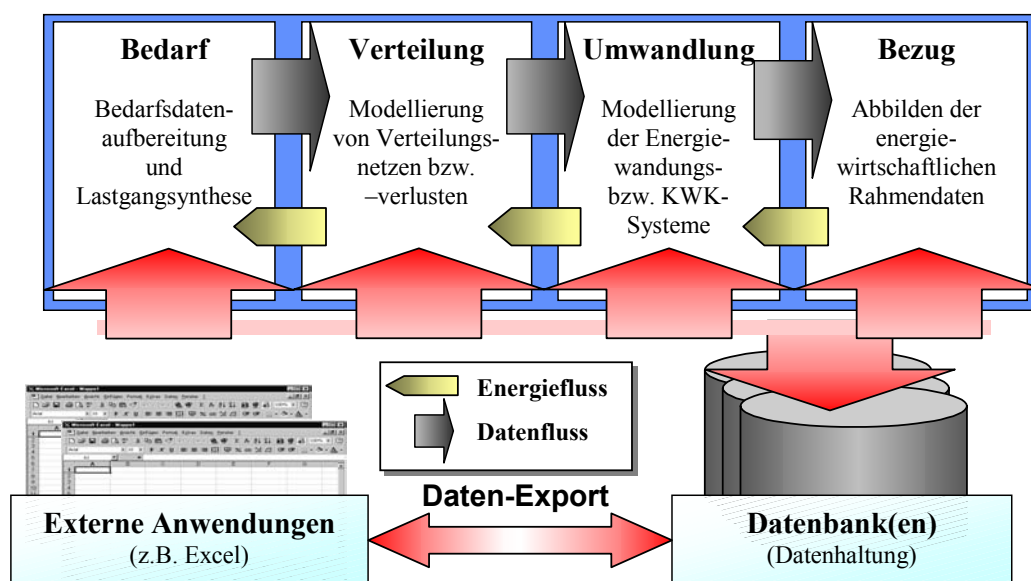 Bedarf
Bedarfsdaten-
aufbereitung
und
Lastgangsynthese
Verteilung
Modellierung
von Verteilungs-
netzen bzw.
–verlusten
Umwandlung
Modellierung
der Energie-
wandungs-
bzw. KWK-
Systeme
Bezug
Abbilden der
energie-
wirtschaftlichen
Rahmendaten
Energiefluss
Datenfluss
Daten-Export
Externe Anwendungen
(z.B. Excel)
Datenbank(en)
(Datenhaltung)